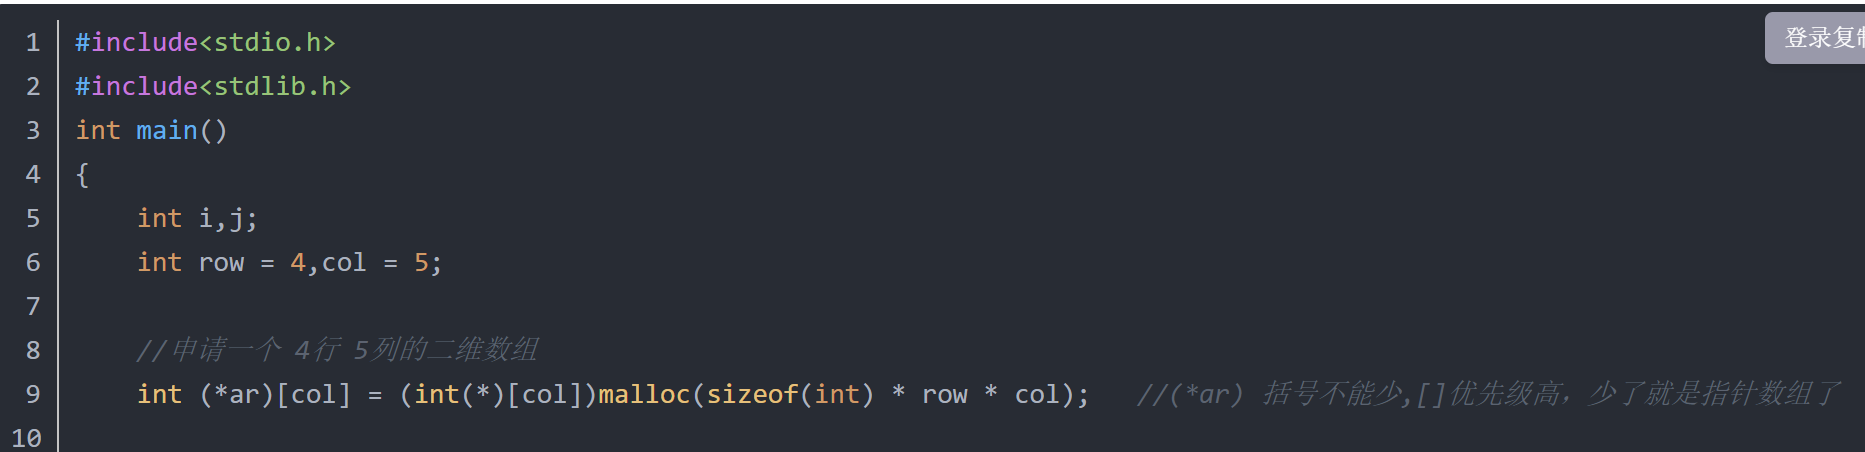 登录复制
1 #include<stdio.h>
2 #include<stdlib.h>
3 int main()
4 {
5     int i,j;
6     int row = 4,col = 5;
7
8     //申请一个 4行 5列的二维数组
9     int (*ar)[col] = (int(*)[col])malloc(sizeof(int) * row * col);   //(*ar) 括号不能少,[]优先级高，少了就是指针数组了
10